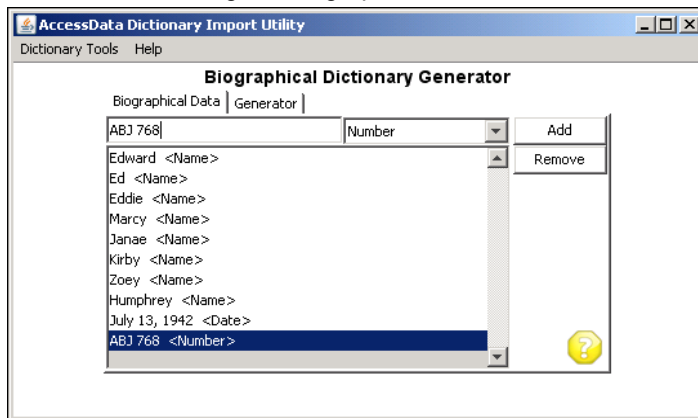 AccessData Dictionary Import Utility
Dictionary Tools Help
Biographical Dictionary Generator
Biographical Data Generator
ABJ 768 Number Add
Remove
Edward <Name>
Ed <Name>
Eddie <Name>
Marcy <Name>
Janae <Name>
Kirby <Name>
Zoey <Name>
Humphrey <Name>
July 13, 1942 <Date>
ABJ 768 <Number>
?